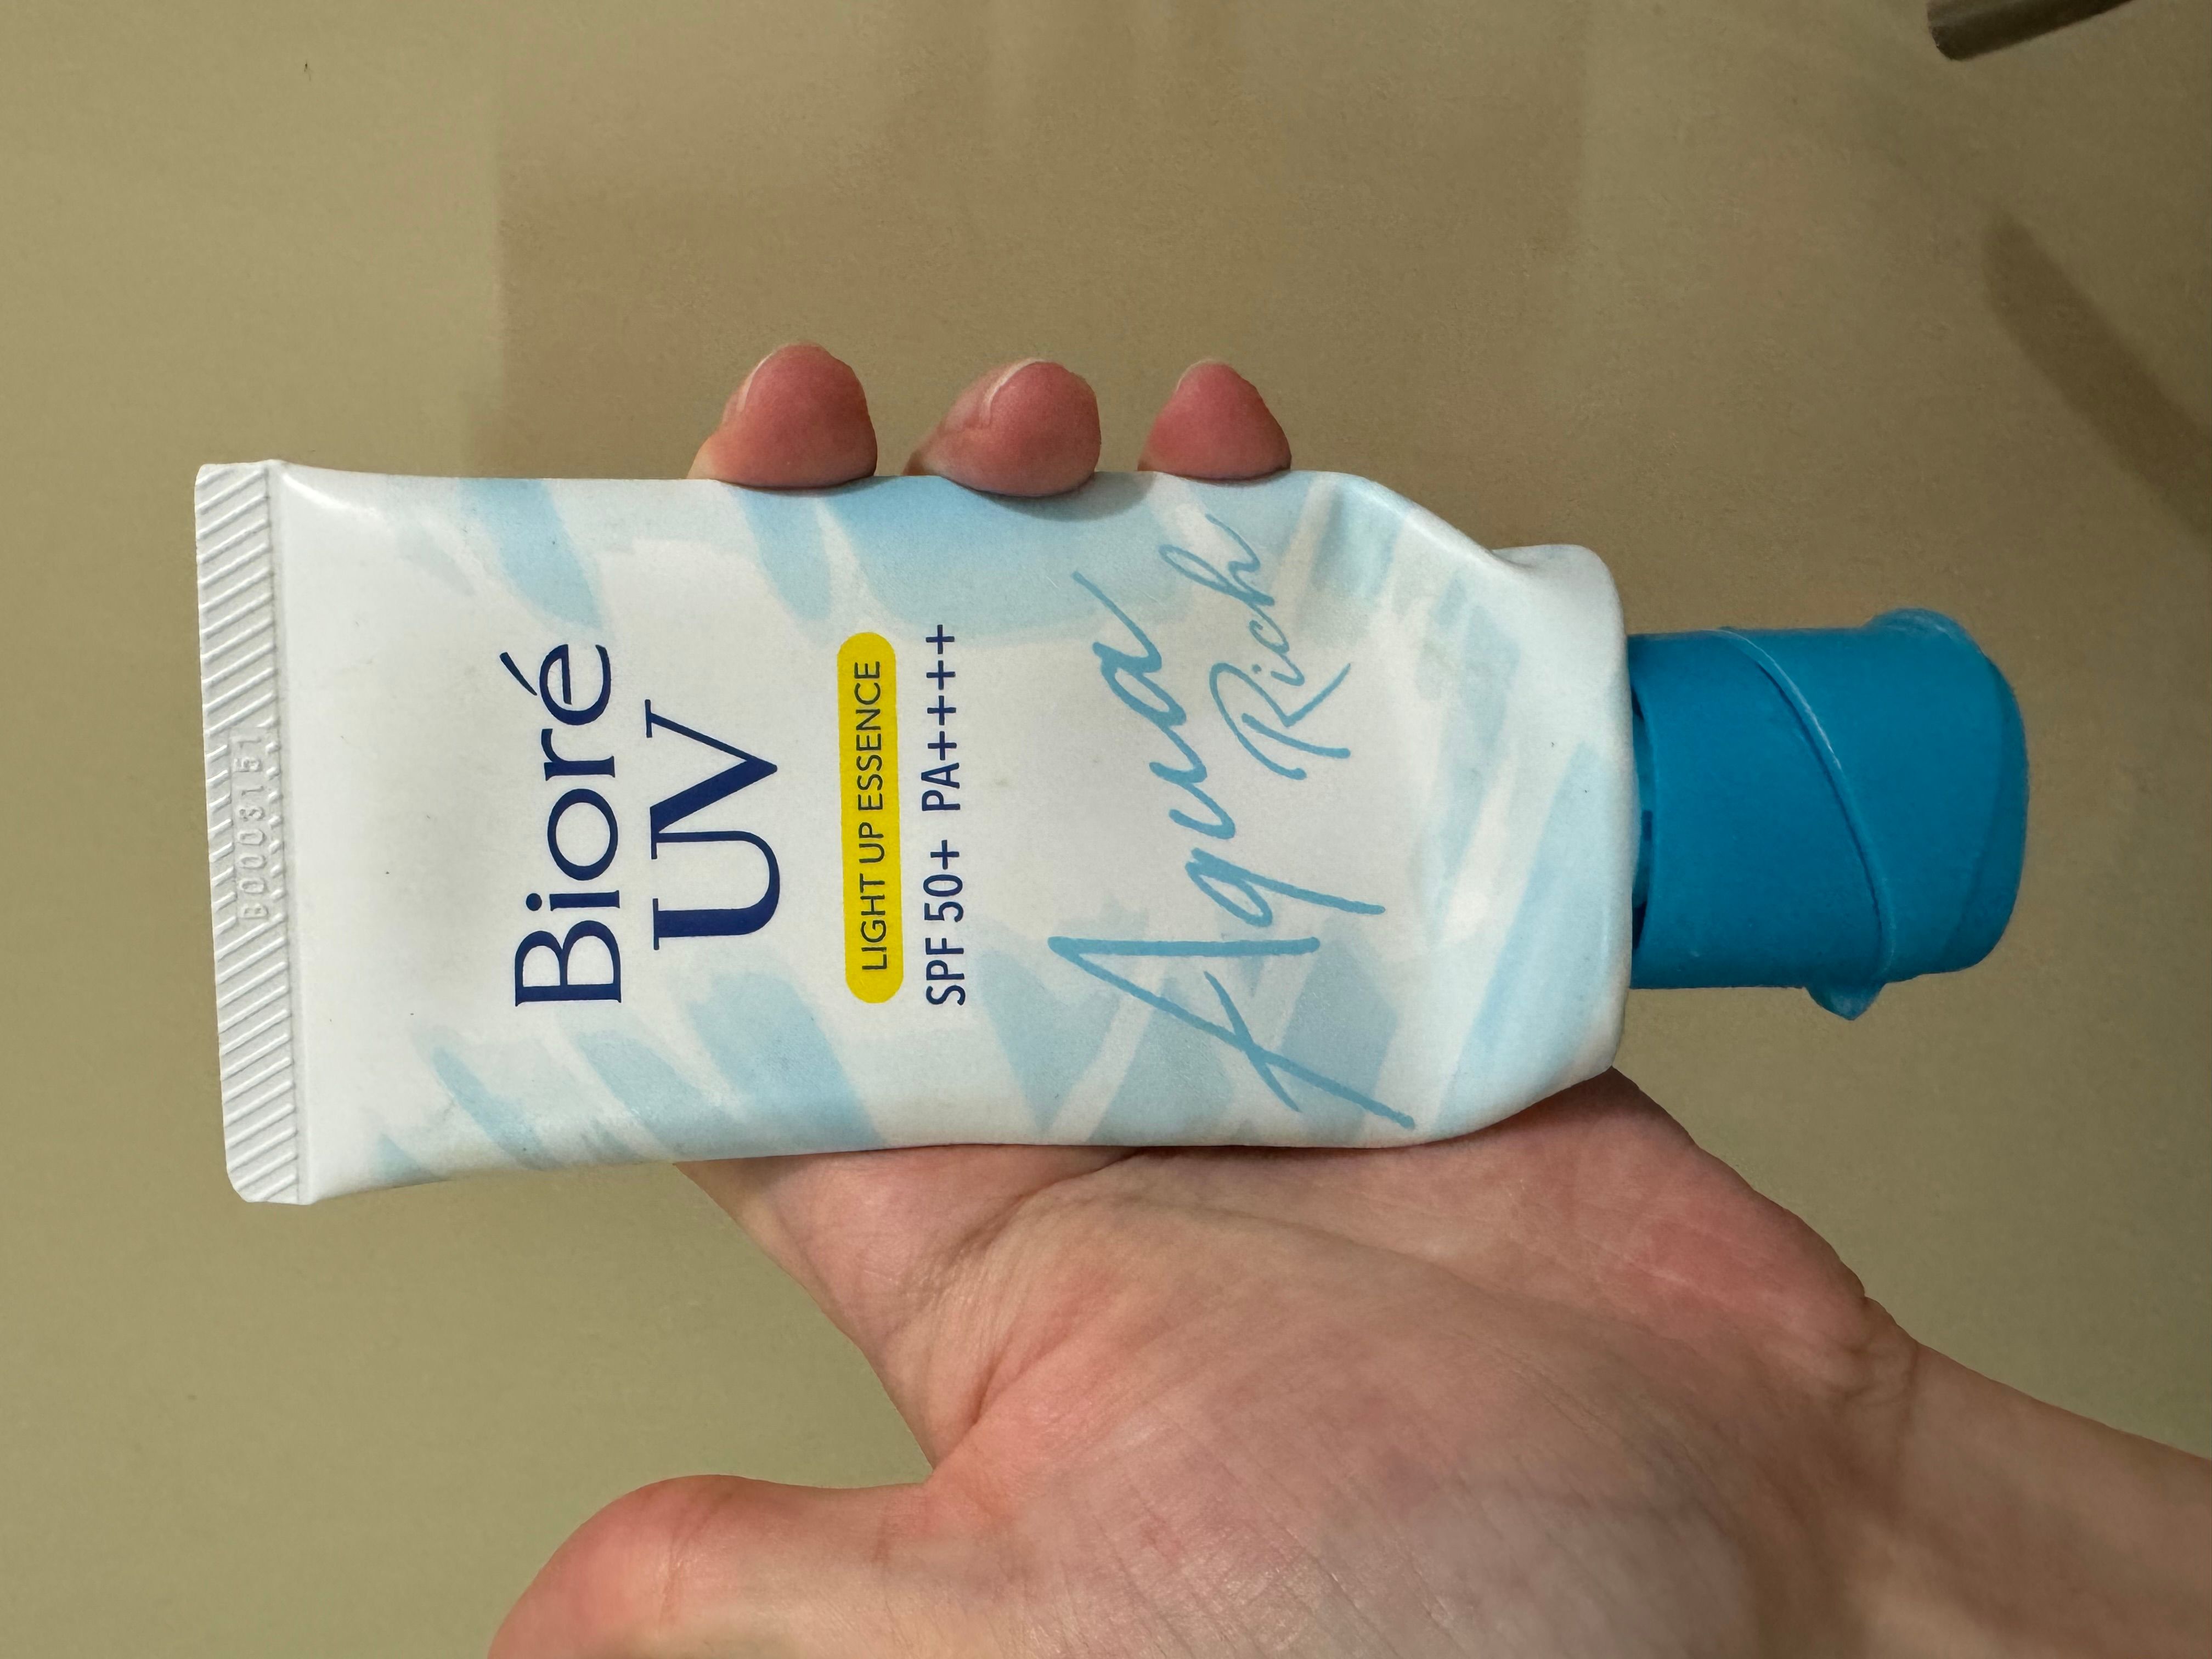 Bioré
UV
LIGHT UP ESSENCE
SPF 50+ PA++++
Aqua
Rich
B0003151